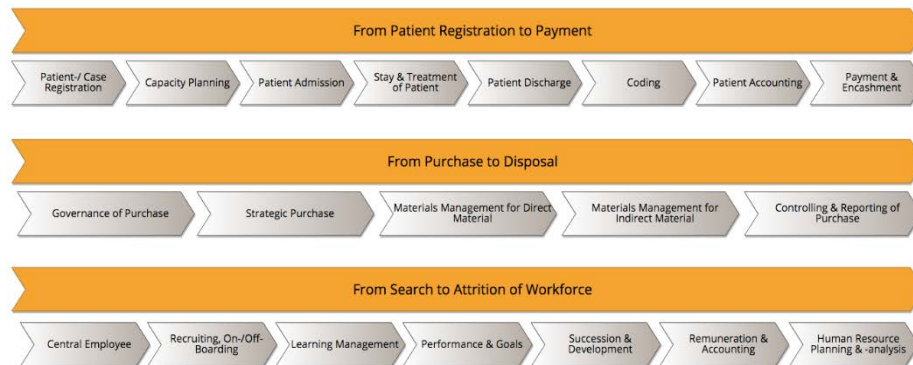 From Patient Registration to Payment
Patient-/ Case
Registration
Capacity Planning
Patient Admission
Stay & Treatment
of Patient
Patient Discharge
Coding
Patient Accounting
Payment &
Encashment
From Purchase to Disposal
Governance of Purchase
Strategic Purchase
Materials Management for Direct
Material
Materials Management for
Indirect Material
Controlling & Reporting of
Purchase
From Search to Attrition of Workforce
Central Employee
Recruiting, On-/Off-
Boarding
Learning Management
Performance & Goals
Succession &
Development
Remuneration &
Accounting
Human Resource
Planning & -analysis